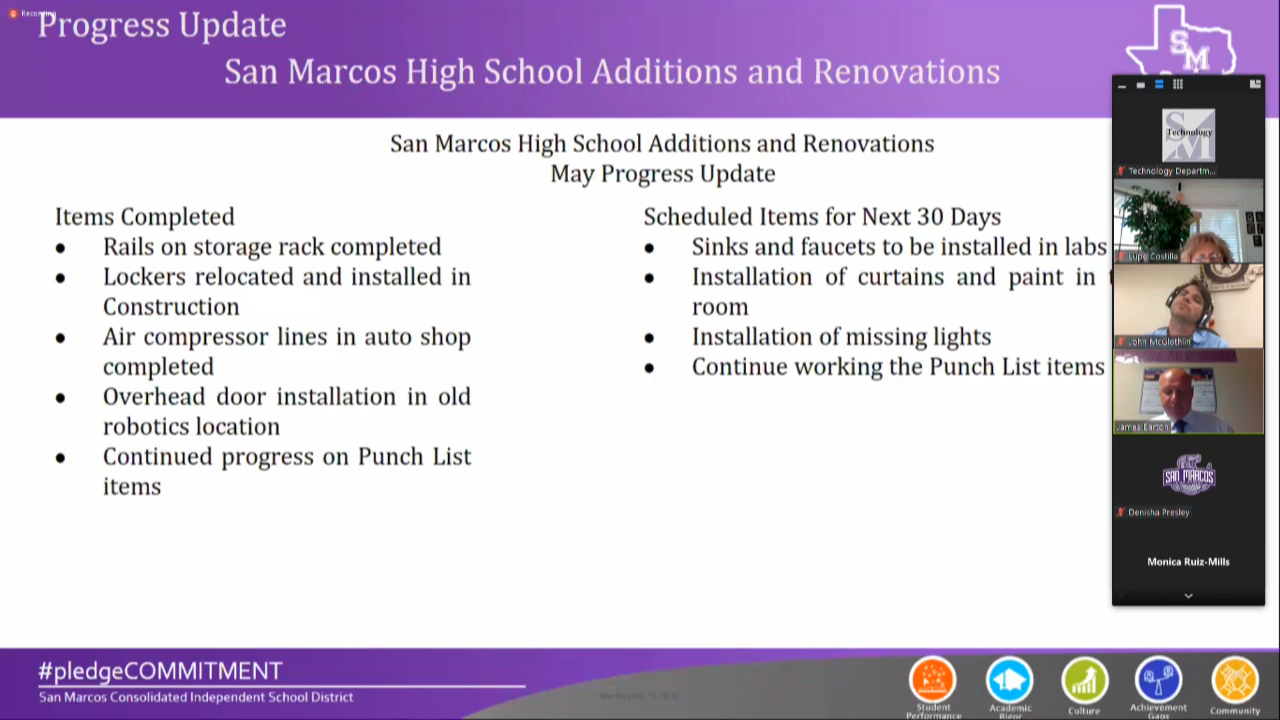 Recording
Progress Update
San Marcos High School Additions and Renovations
SM
San Marcos High School Additions and Renovations
May Progress Update
Items Completed
● Rails on storage rack completed
● Lockers relocated and installed in
Construction
● Air compressor lines in auto shop
completed
● Overhead door installation in old
robotics location
● Continued progress on Punch List
items
Scheduled Items for Next 30 Days
● Sinks and faucets to be installed in labs
● Installation of curtains and paint in
room
● Installation of missing lights
● Continue working the Punch List items
SM
Technology
Technology Departm...
Lupe Costilla
John McGlothlin
James Barton
SAN MARCOS
Denisha Presley
Monica Ruiz-Mills
#pledgeCOMMITMENT
San Marcos Consolidated Independent School District
Student
Performance
Academic
Rigor
Culture
Achievement
Gaps
Community